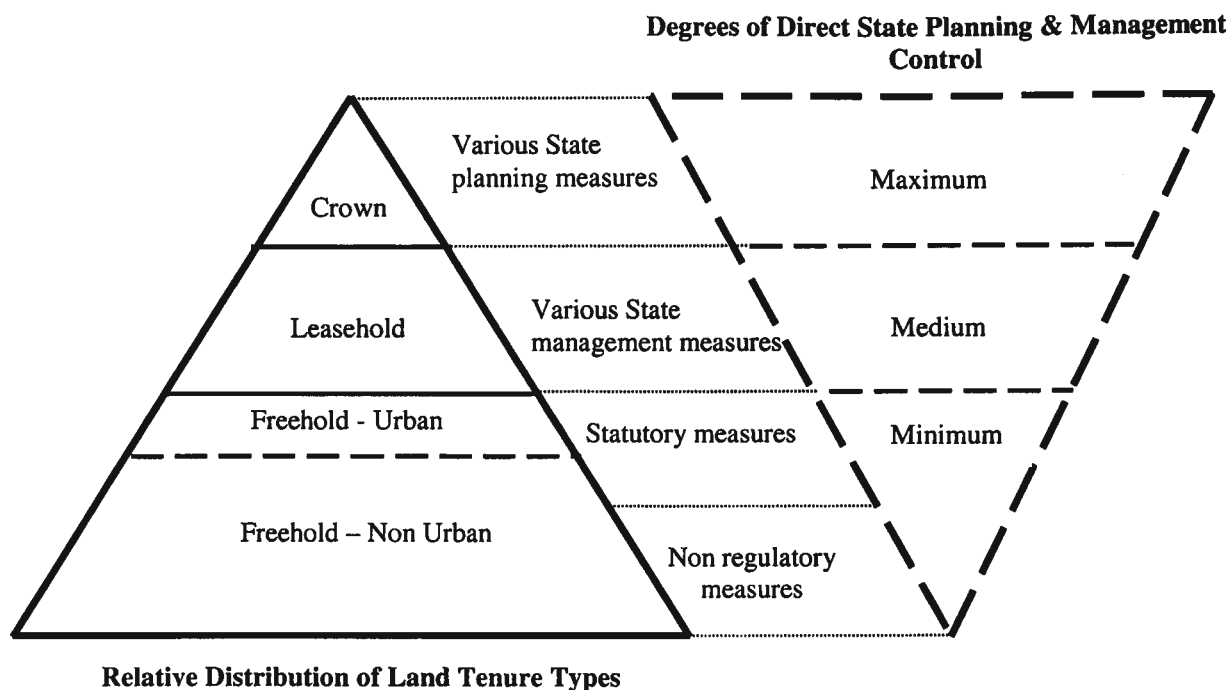 Degrees of Direct State Planning & Management
Control
Various State
planning measures
Maximum
Crown
Leasehold
Various State
management measures
Medium
Freehold - Urban
Statutory measures
Minimum
Freehold – Non Urban
Non regulatory
measures
Relative Distribution of Land Tenure Types